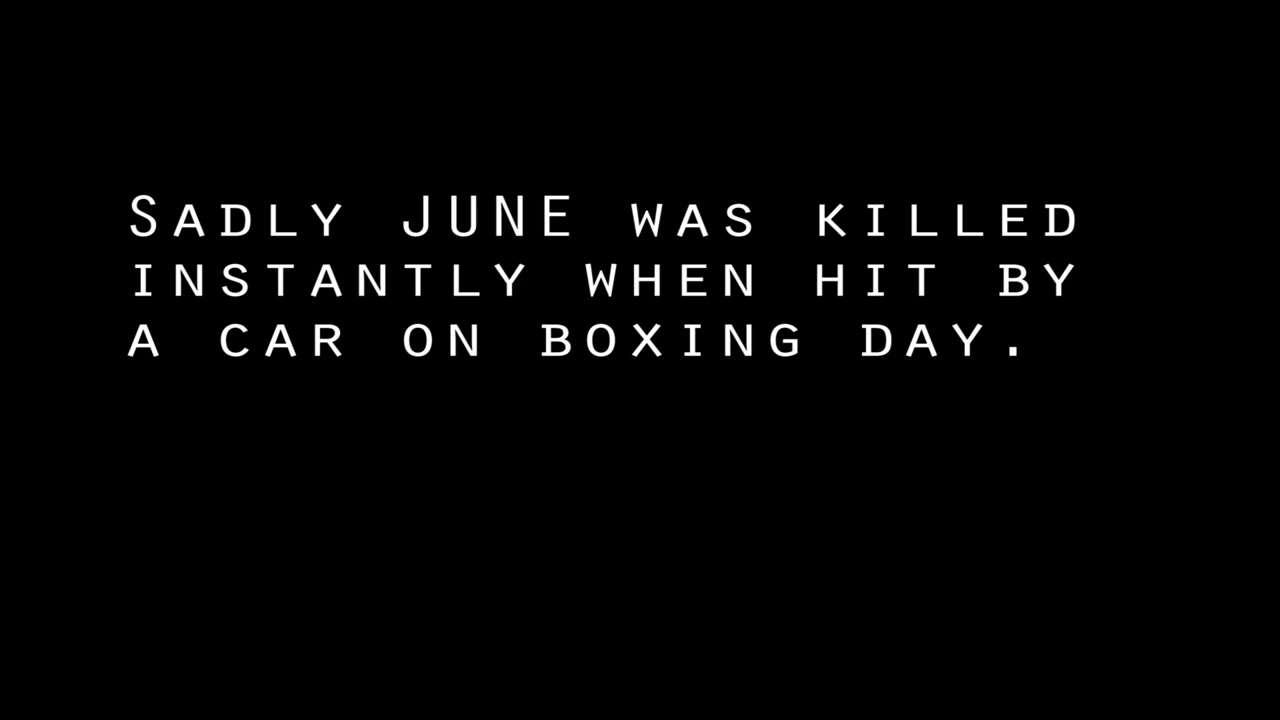 Sadly JUNE was killed
instantly when hit by
a car on boxing day.